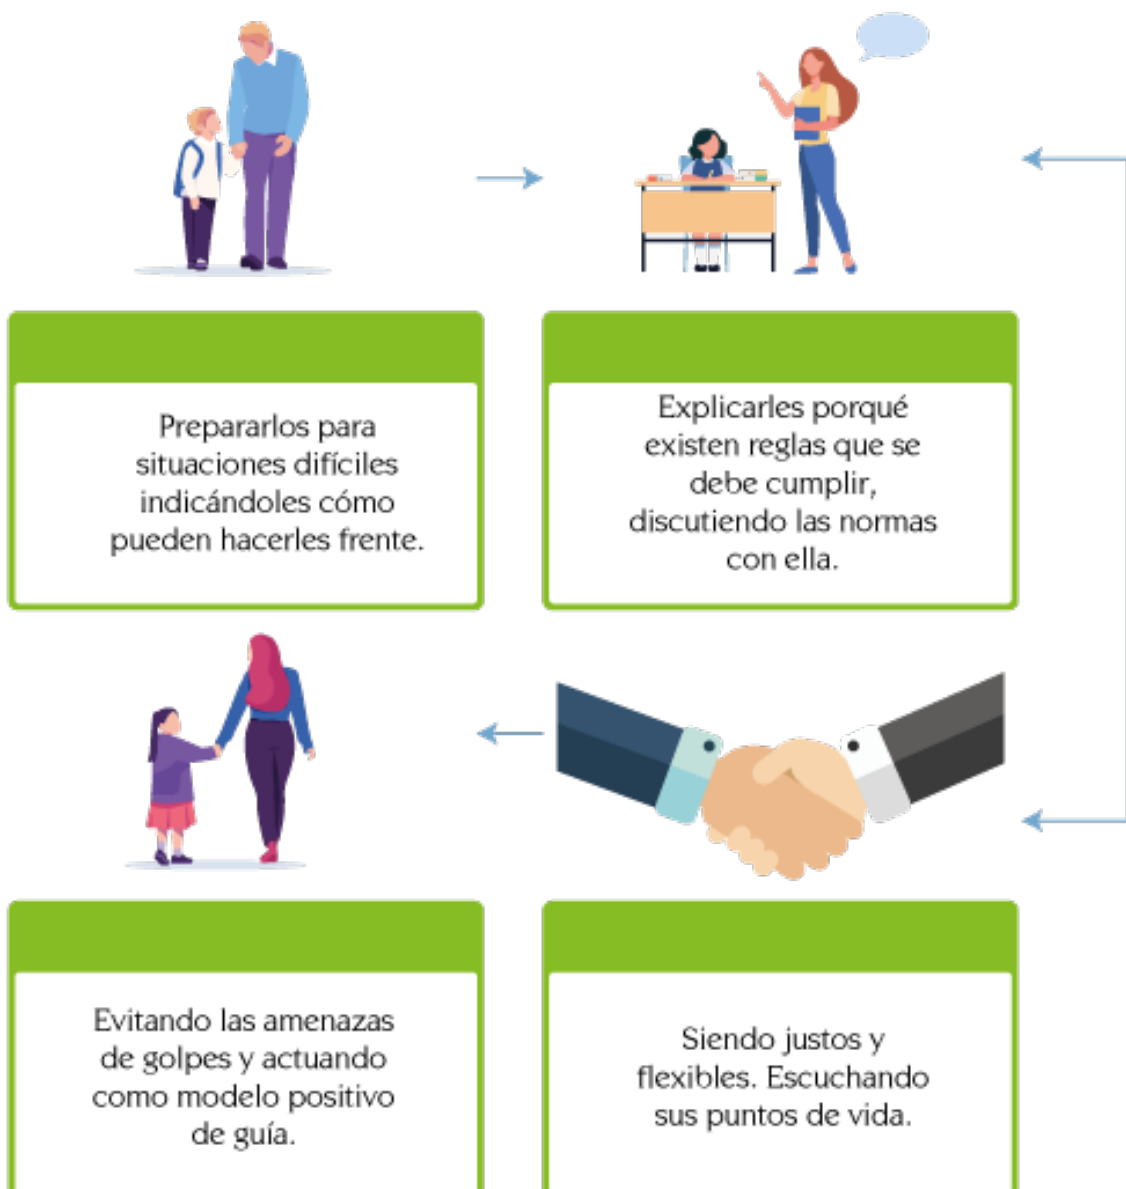 Prepararlos para
situaciones difíciles
indicándoles cómo
pueden hacerles frente.
Explicarles porqué
existen reglas que se
debe cumplir,
discutiendo las normas
con ella.
Evitando las amenazas
de golpes y actuando
como modelo positivo
de guía.
Siendo justos y
flexibles. Escuchando
sus puntos de vida.